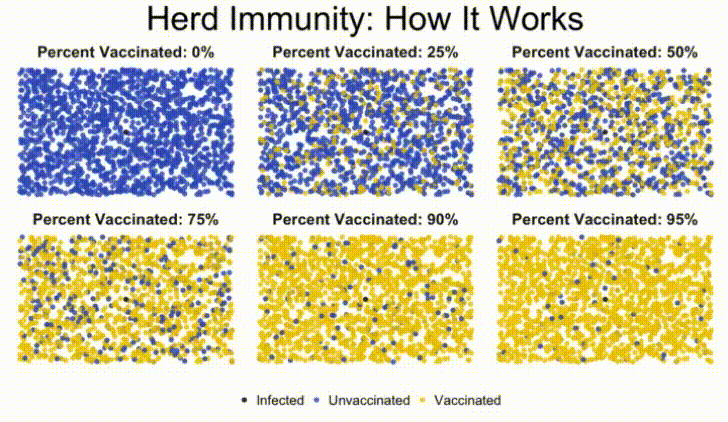 Herd Immunity: How It Works
Percent Vaccinated: 0%
Percent Vaccinated: 25%
Percent Vaccinated: 50%
Percent Vaccinated: 75%
Percent Vaccinated: 90%
Percent Vaccinated: 95%
Infected
Unvaccinated
Vaccinated